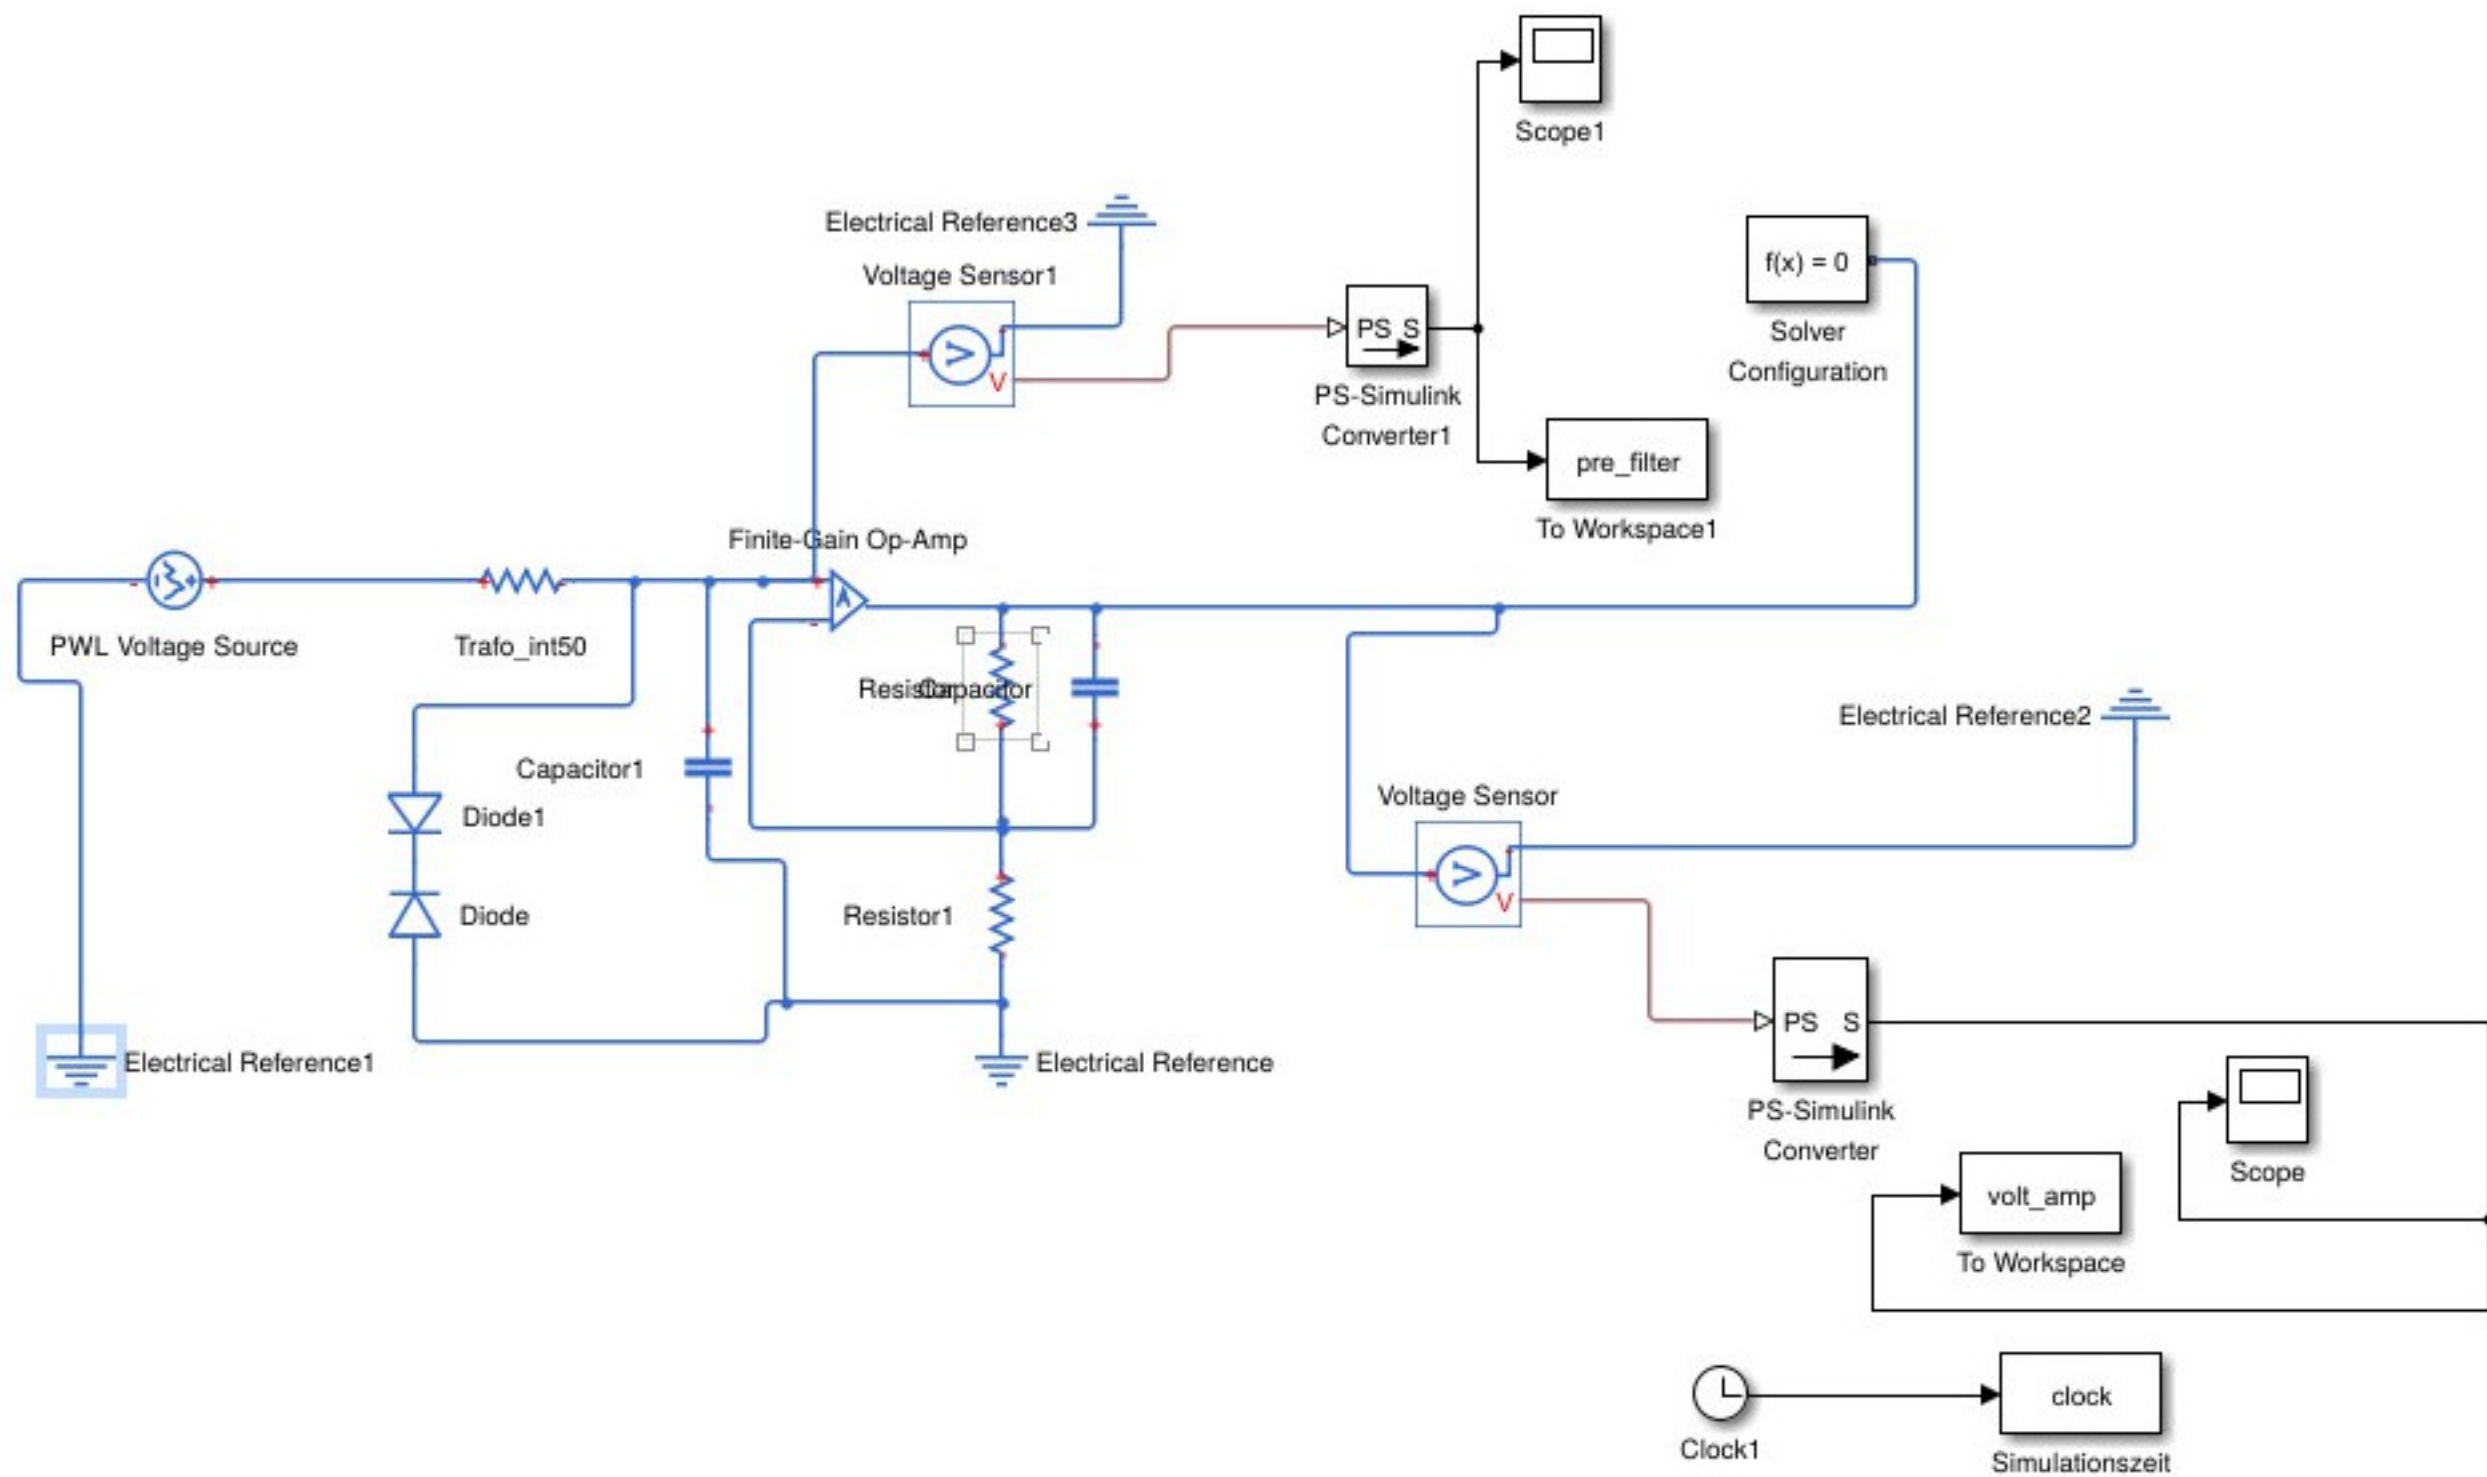 Scope1
Electrical Reference3
Voltage Sensor1
V
V
PS S
PS-Simulink
Converter1
f(x) = 0
Solver
Configuration
pre_filter
To Workspace1
Finite-Gain Op-Amp
A
PWL Voltage Source
Trafo_int50
Resistor
Capacitor
Electrical Reference2
Capacitor1
Voltage Sensor
Diode1
V
V
Diode
Resistor1
PS S
PS-Simulink
Converter
Electrical Reference1
Electrical Reference
Scope
volt_amp
To Workspace
clock
Clock1
Simulationszeit